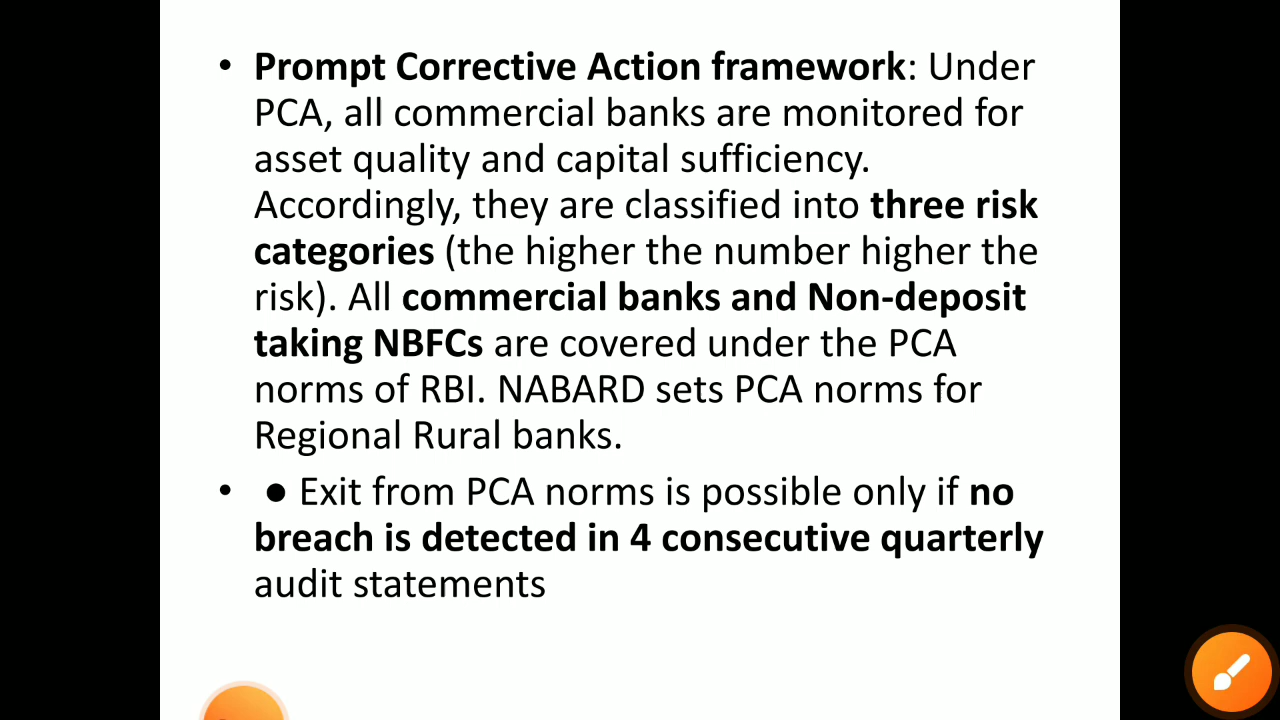 • Prompt Corrective Action framework: Under
PCA, all commercial banks are monitored for
asset quality and capital sufficiency.
Accordingly, they are classified into three risk
categories (the higher the number higher the
risk). All commercial banks and Non-deposit
taking NBFCs are covered under the PCA
norms of RBI. NABARD sets PCA norms for
Regional Rural banks.
• ● Exit from PCA norms is possible only if no
breach is detected in 4 consecutive quarterly
audit statements